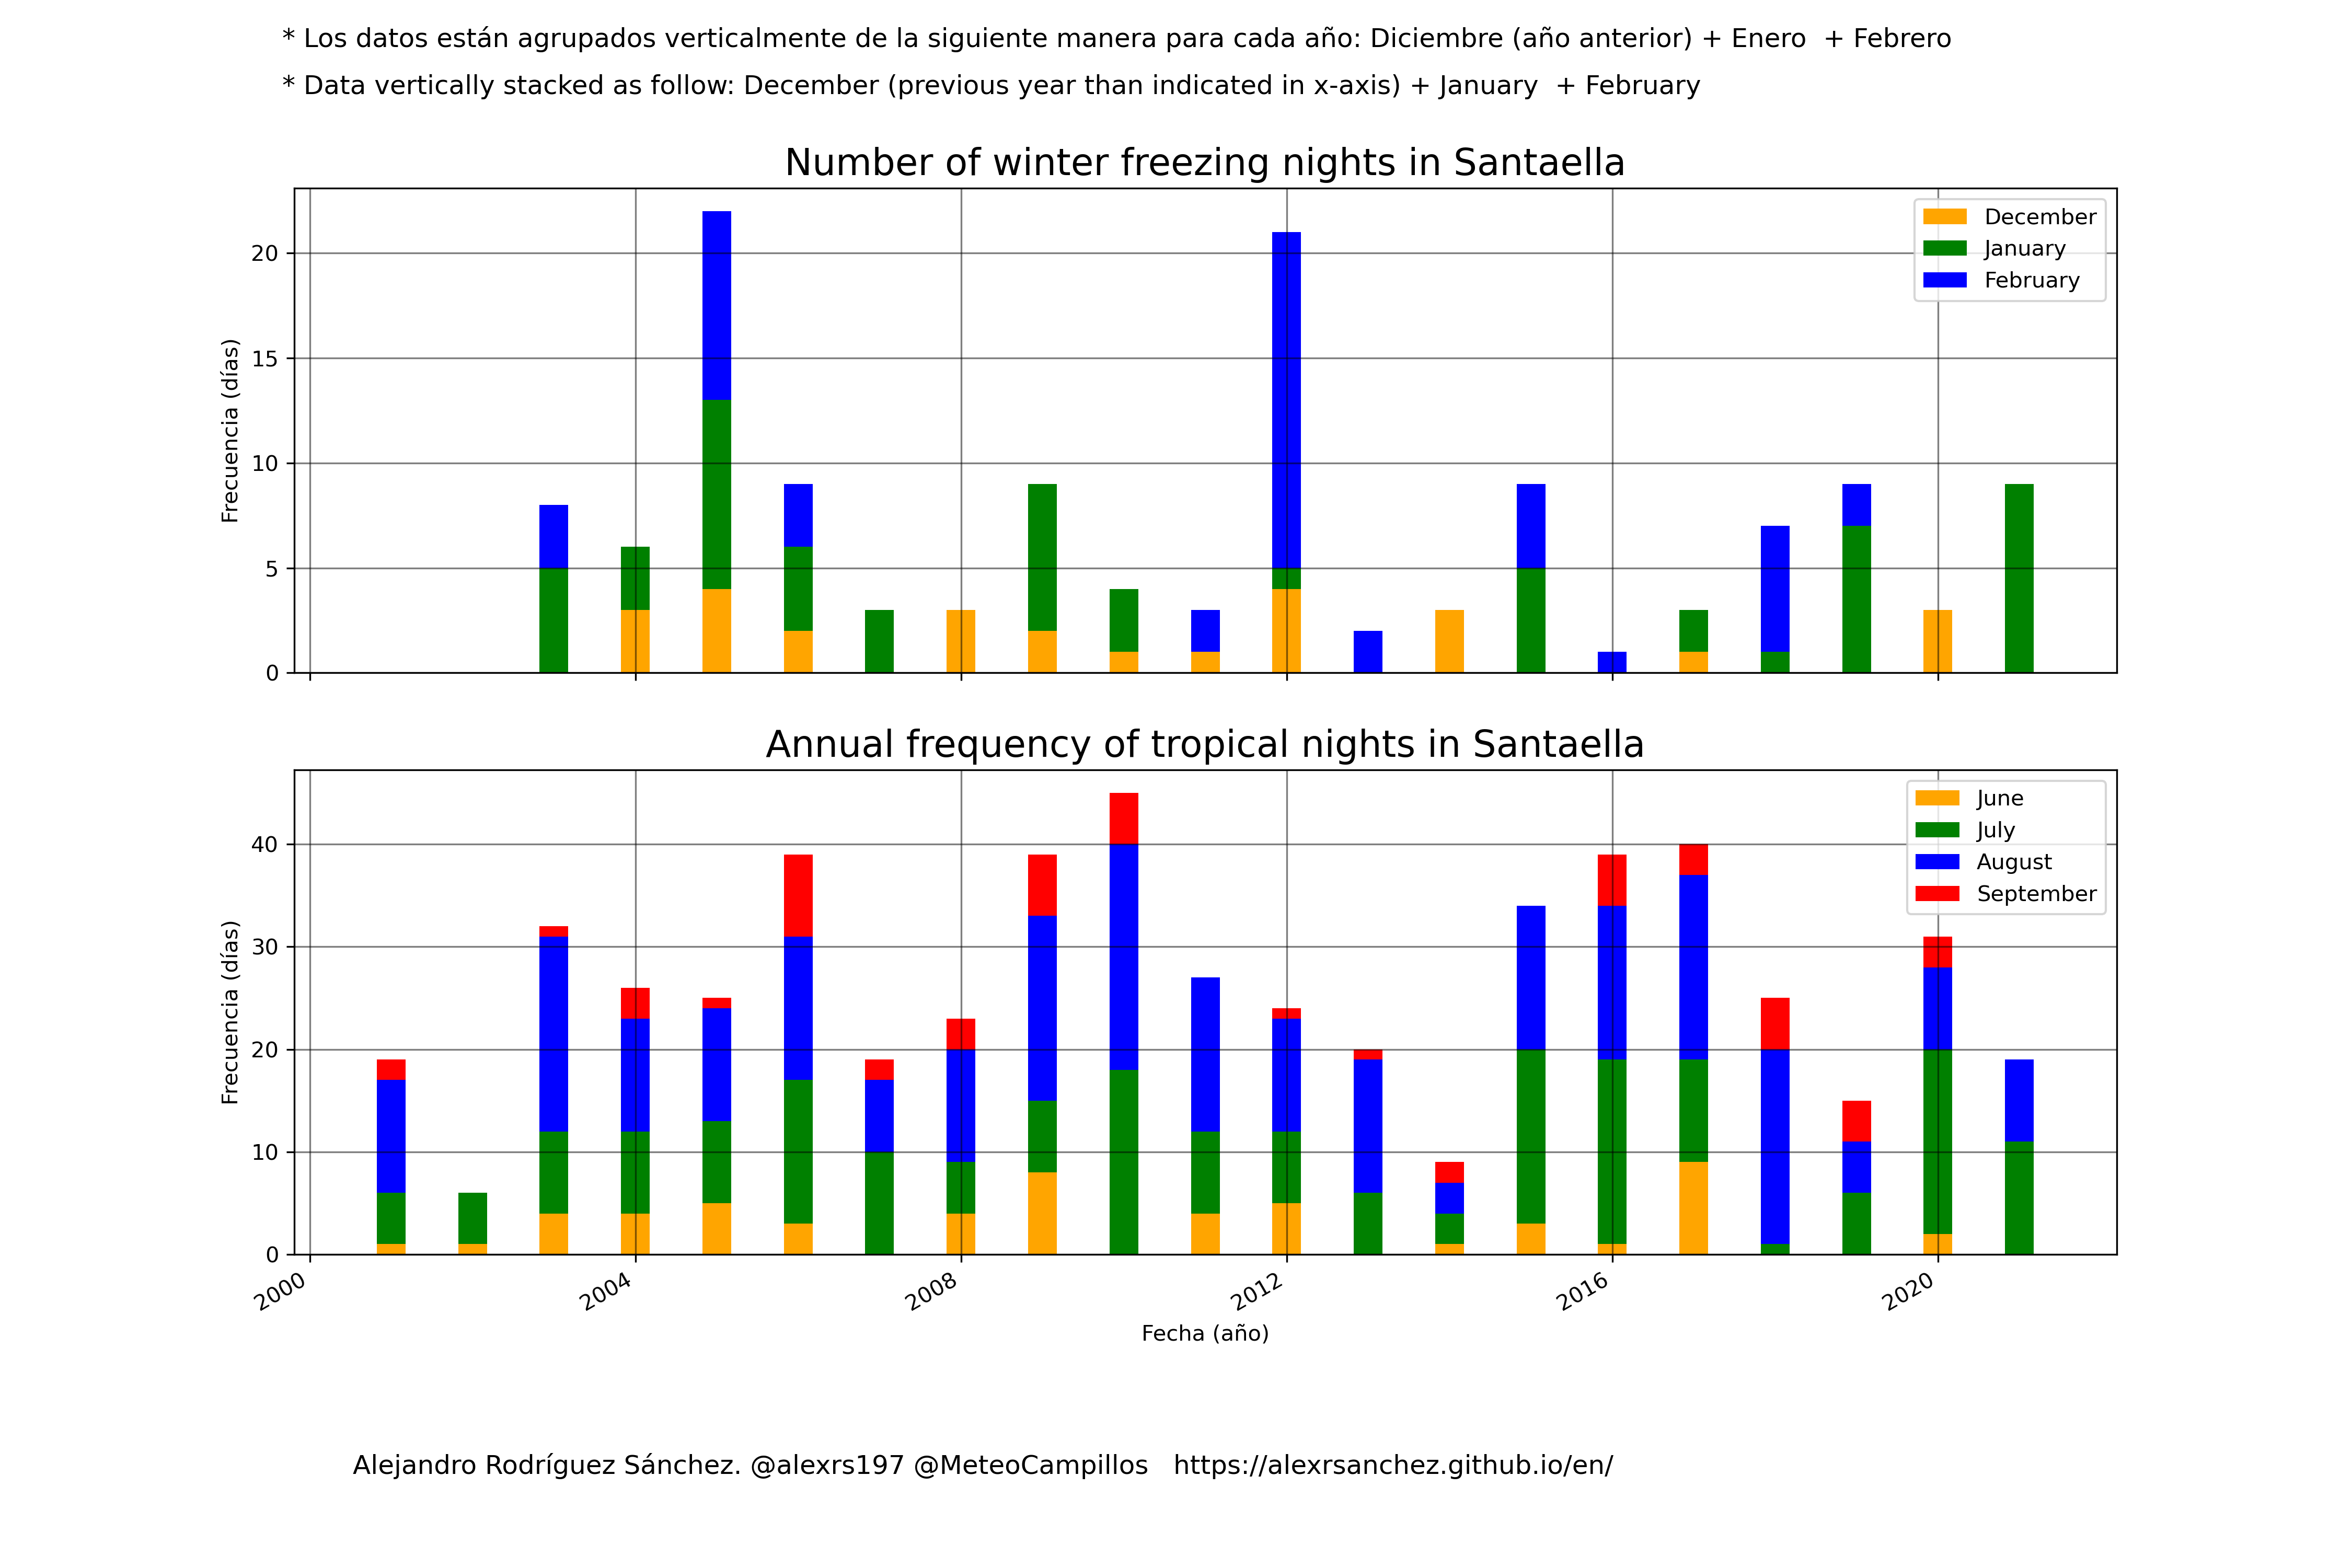 * Los datos están agrupados verticalmente de la siguiente manera para cada año: Diciembre (año anterior) + Enero  + Febrero
* Data vertically stacked as follow: December (previous year than indicated in x-axis) + January  + February
Number of winter freezing nights in Santaella
Frecuencia (días)
20
15
10
5
0
December
January
February
Annual frequency of tropical nights in Santaella
Frecuencia (días)
40
30
20
10
0
June
July
August
September
2000 2004 2008 2012 2016 2020
Fecha (año)
Alejandro Rodríguez Sánchez. @alexrs197 @MeteoCampillos   https://alexrsanchez.github.io/en/